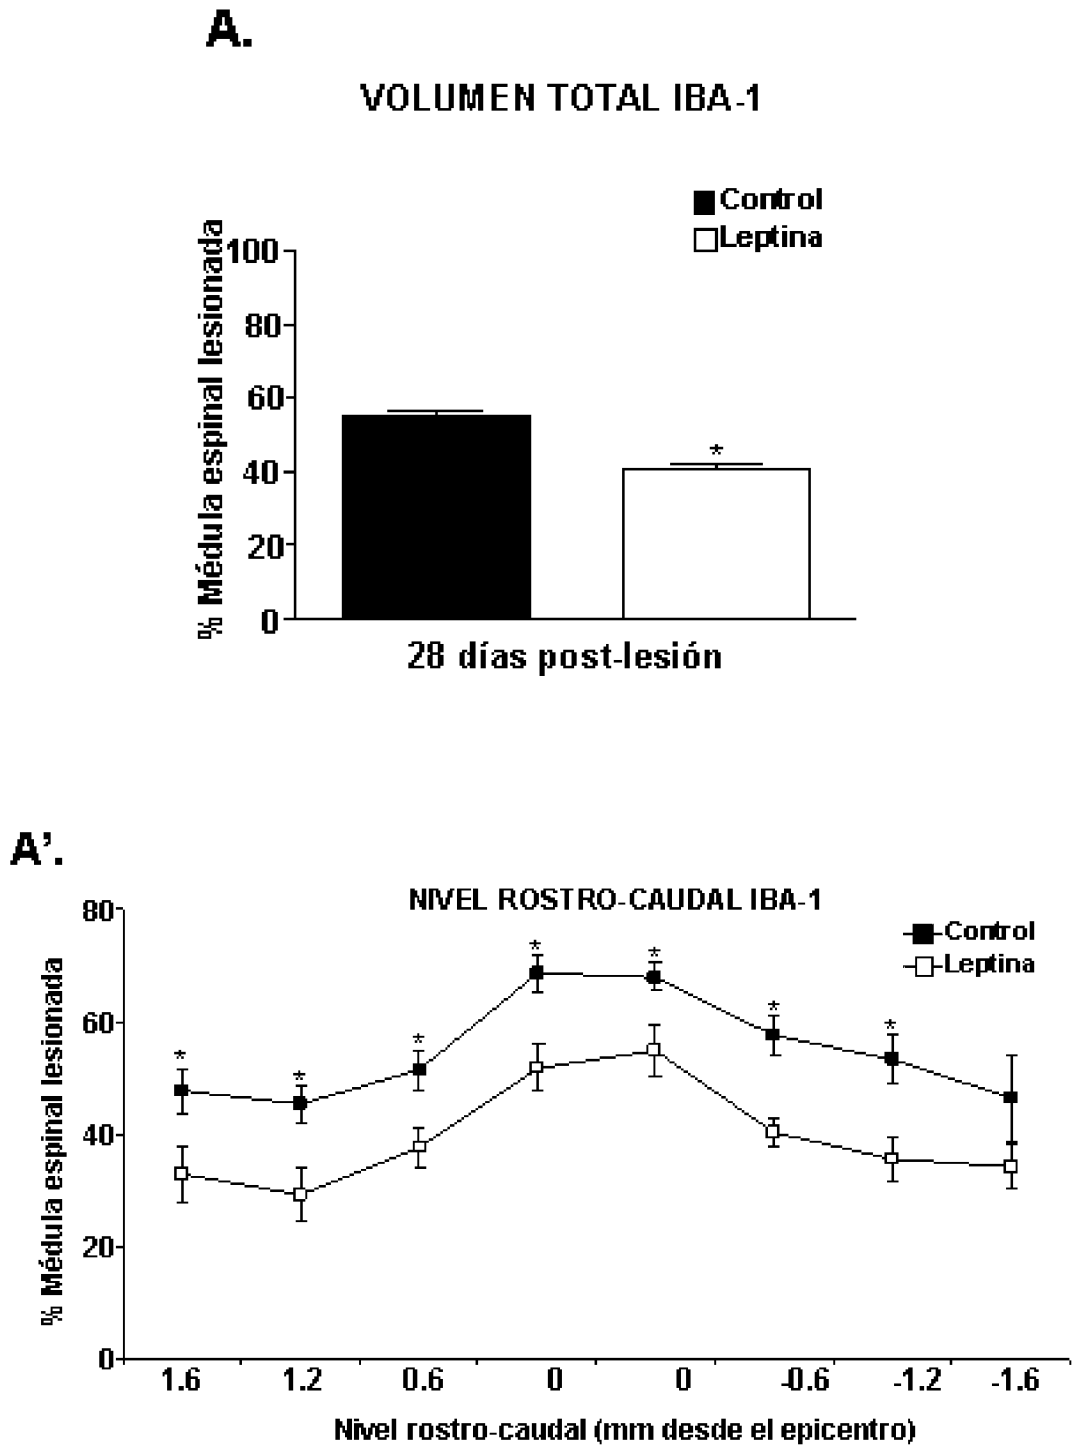 A.
VOLUMEN TOTAL IBA-1
Control
Leptina
% Médula espinal lesionada
100
80
60
40
20
0
*
28 días post-lesión
A'.
NIVEL ROSTRO-CAUDAL IBA-1
Control
Leptina
% Médula espinal lesionada
80
60
40
20
0
* * * * * * *
1.6 1.2 0.6 0 0 -0.6 -1.2 -1.6
Nivel rostro-caudal (mm desde el epicentro)